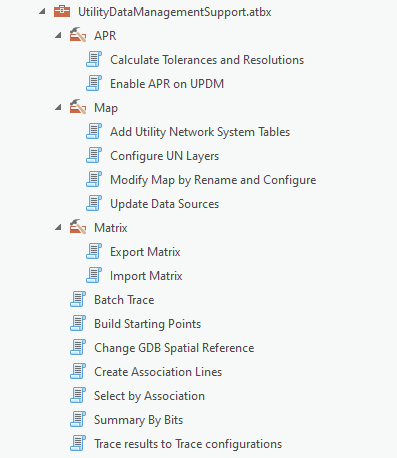 UtilityDataManagementSupport.atbx
APR
Calculate Tolerances and Resolutions
Enable APR on UPDM
Map
Add Utility Network System Tables
Configure UN Layers
Modify Map by Rename and Configure
Update Data Sources
Matrix
Export Matrix
Import Matrix
Batch Trace
Build Starting Points
Change GDB Spatial Reference
Create Association Lines
Select by Association
Summary By Bits
Trace results to Trace configurations